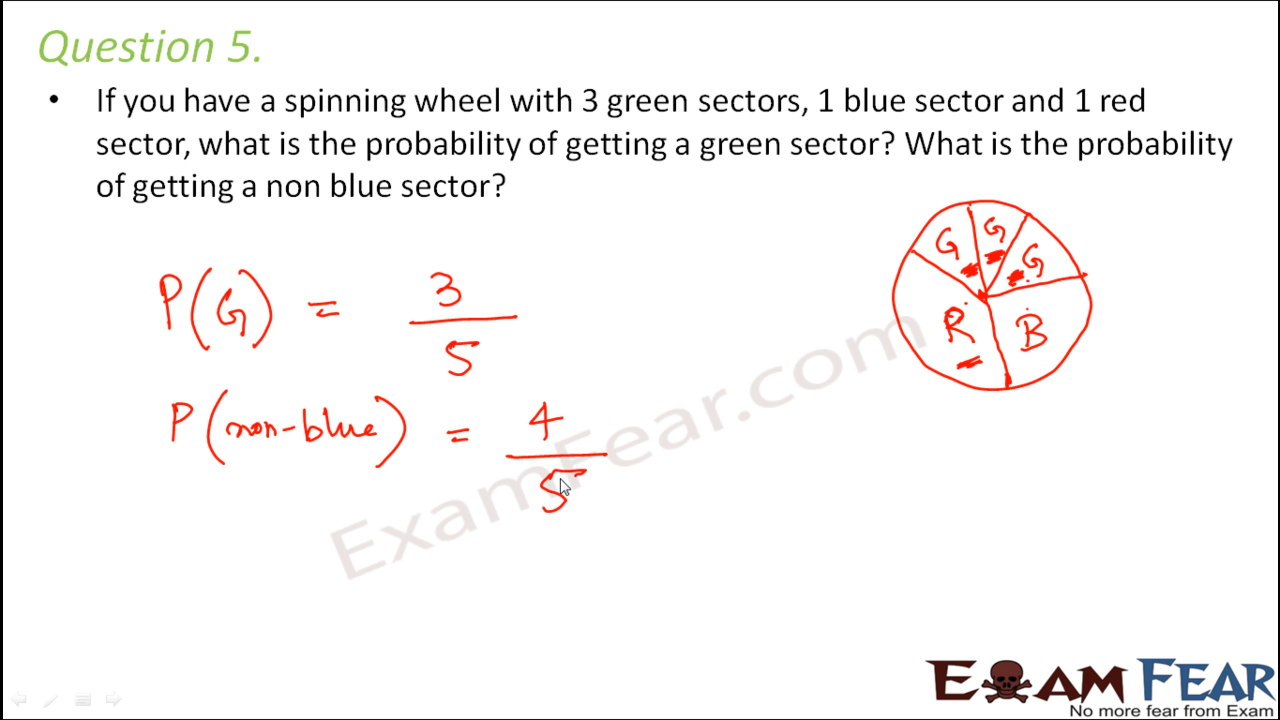 Question 5.
• If you have a spinning wheel with 3 green sectors, 1 blue sector and 1 red
sector, what is the probability of getting a green sector? What is the probability
of getting a non blue sector?
G G G
R B
P(G) = 3/5
P(non-blue) = 4/5
ExamFear.com
EXAM FEAR
No more fear from Exam